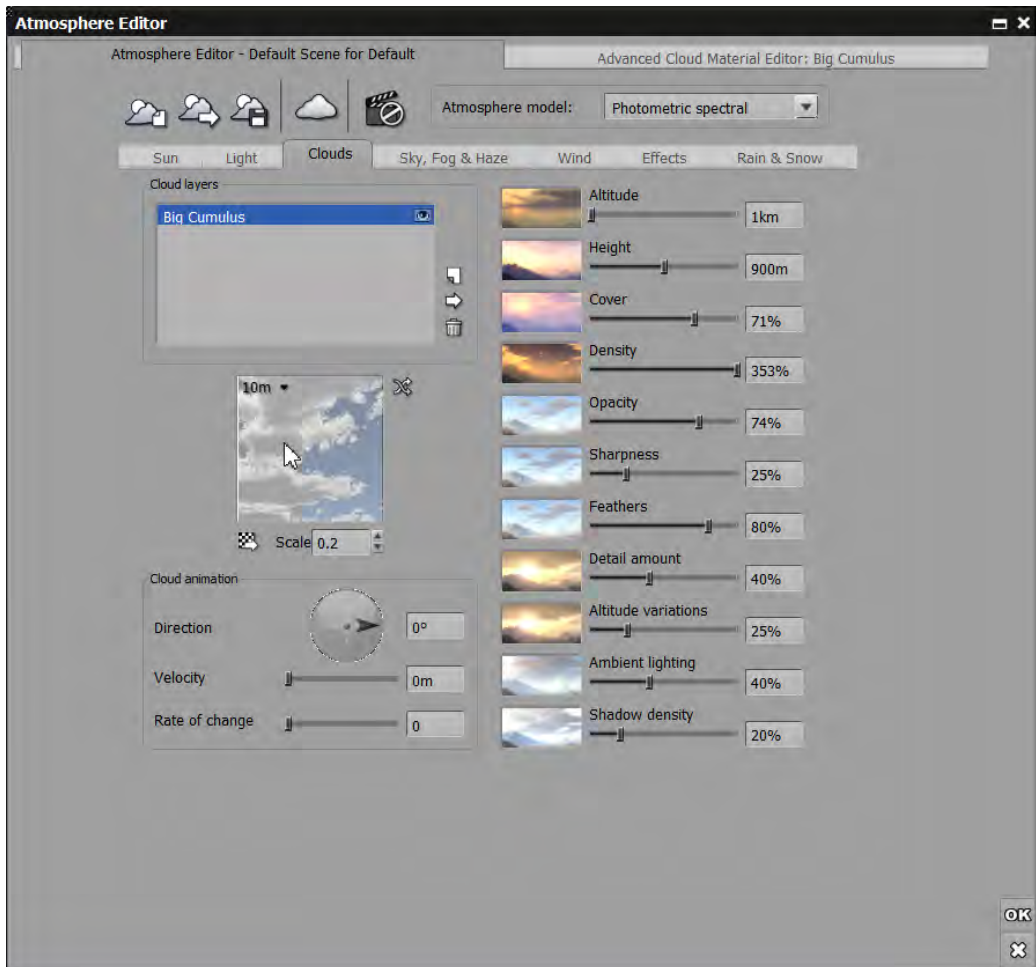 Atmosphere Editor
Atmosphere Editor - Default Scene for Default
Advanced Cloud Material Editor: Big Cumulus
Atmosphere model:
Photometric spectral
Sun
Light
Clouds
Sky, Fog & Haze
Wind
Effects
Rain & Snow
Cloud layers
Big Cumulus
10m
Scale 0.2
Cloud animation
Direction
0°
Velocity
0m
Rate of change
0
Altitude
1km
Height
900m
Cover
71%
Density
353%
Opacity
74%
Sharpness
25%
Feathers
80%
Detail amount
40%
Altitude variations
25%
Ambient lighting
40%
Shadow density
20%
OK